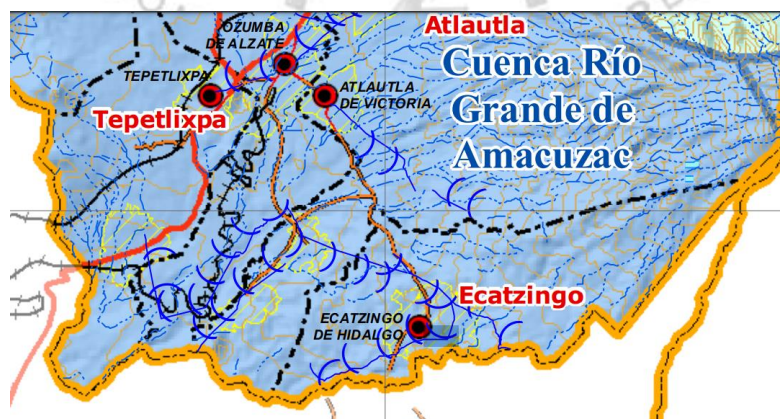 OZUMBA
DE ALZATE
Atlautla
TEPETLIXPA
ATLAUTLA
DE VICTORIA
Tepetlixpa
Cuenca Río
Grande de
Amacuzac
Ecatzingo
ECATZINGO
DE HIDALGO